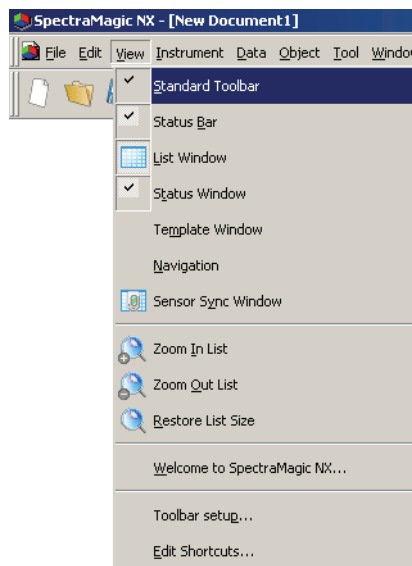 SpectraMagic NX - [New Document1]
File Edit View Instrument Data Object Tool Window
Standard Toolbar
Status Bar
List Window
Status Window
Template Window
Navigation
Sensor Sync Window
Zoom In List
Zoom Out List
Restore List Size
Welcome to SpectraMagic NX...
Toolbar setup...
Edit Shortcuts...